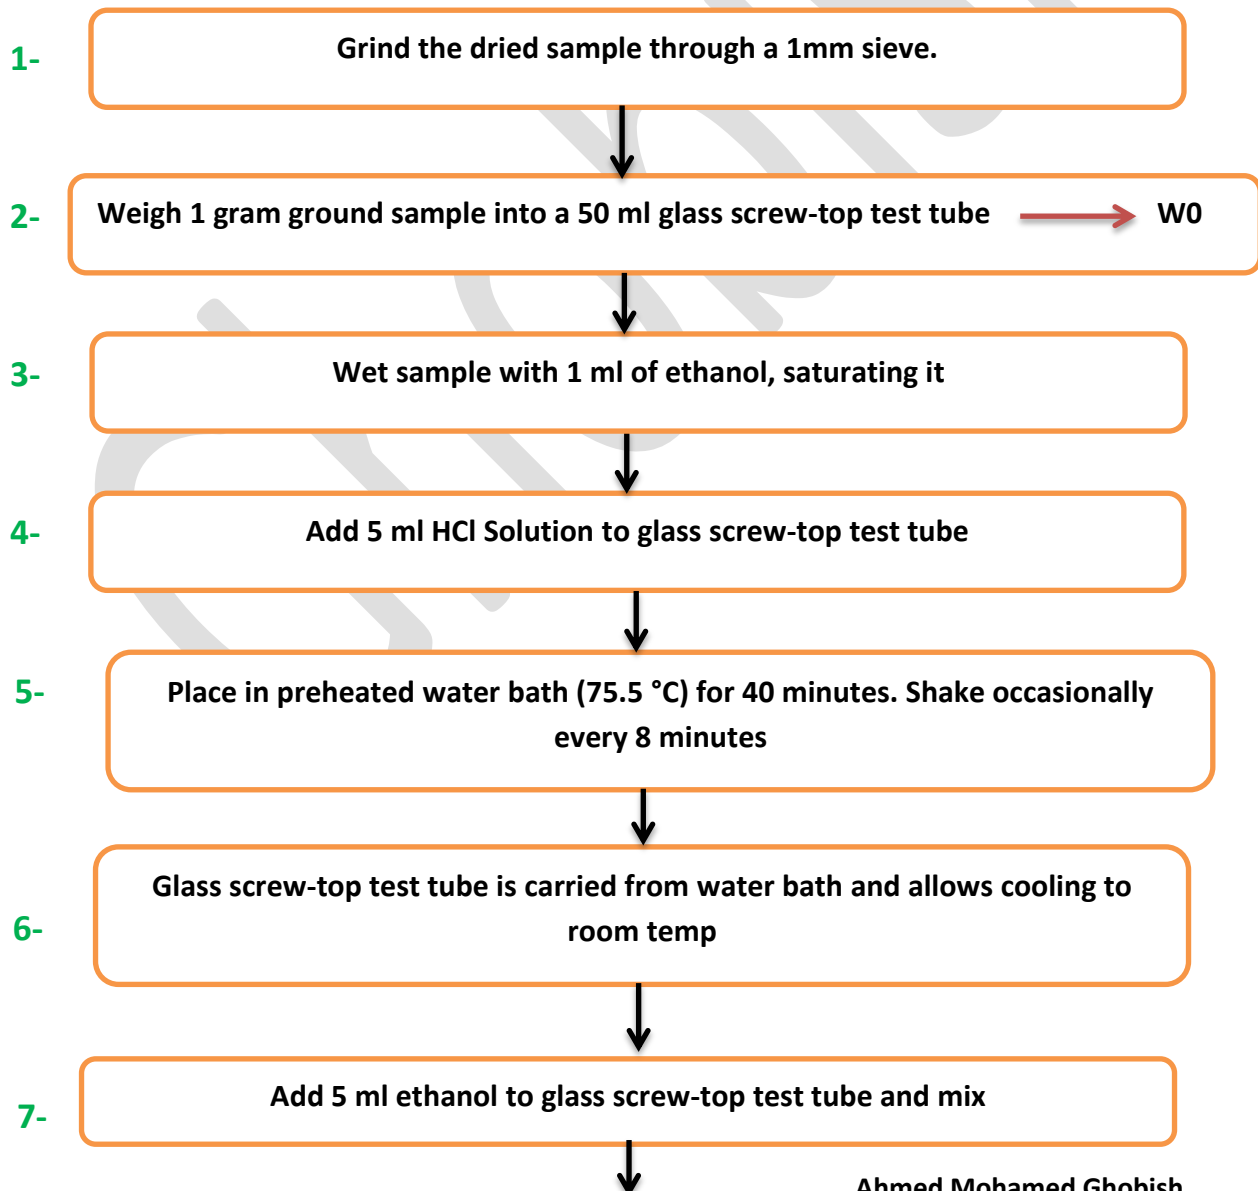 1-
Grind the dried sample through a 1mm sieve.
2-
Weigh 1 gram ground sample into a 50 ml glass screw-top test tube W0
3-
Wet sample with 1 ml of ethanol, saturating it
4-
Add 5 ml HCl Solution to glass screw-top test tube
5-
Place in preheated water bath (75.5 °C) for 40 minutes. Shake occasionally
every 8 minutes
6-
Glass screw-top test tube is carried from water bath and allows cooling to
room temp
7-
Add 5 ml ethanol to glass screw-top test tube and mix
Ahmed Mohamed Ghobish